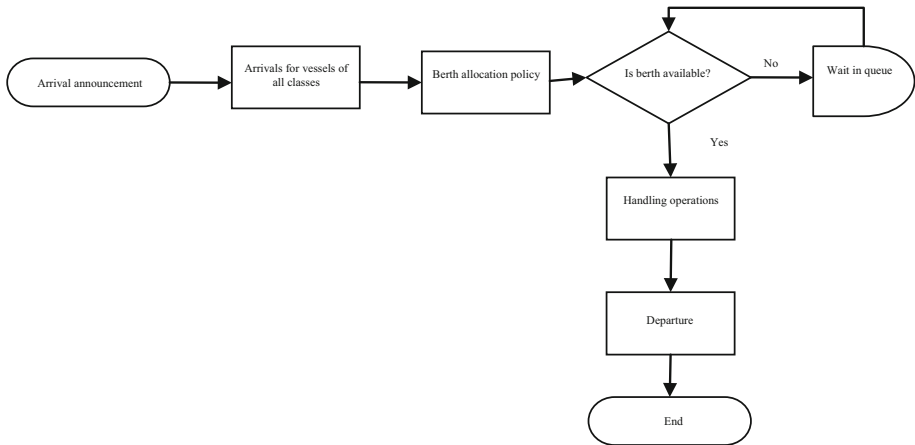 Arrival announcement
Arrivals for vessels of
all classes
Berth allocation policy
Is berth available?
No
Wait in queue
Yes
Handling operations
Departure
End